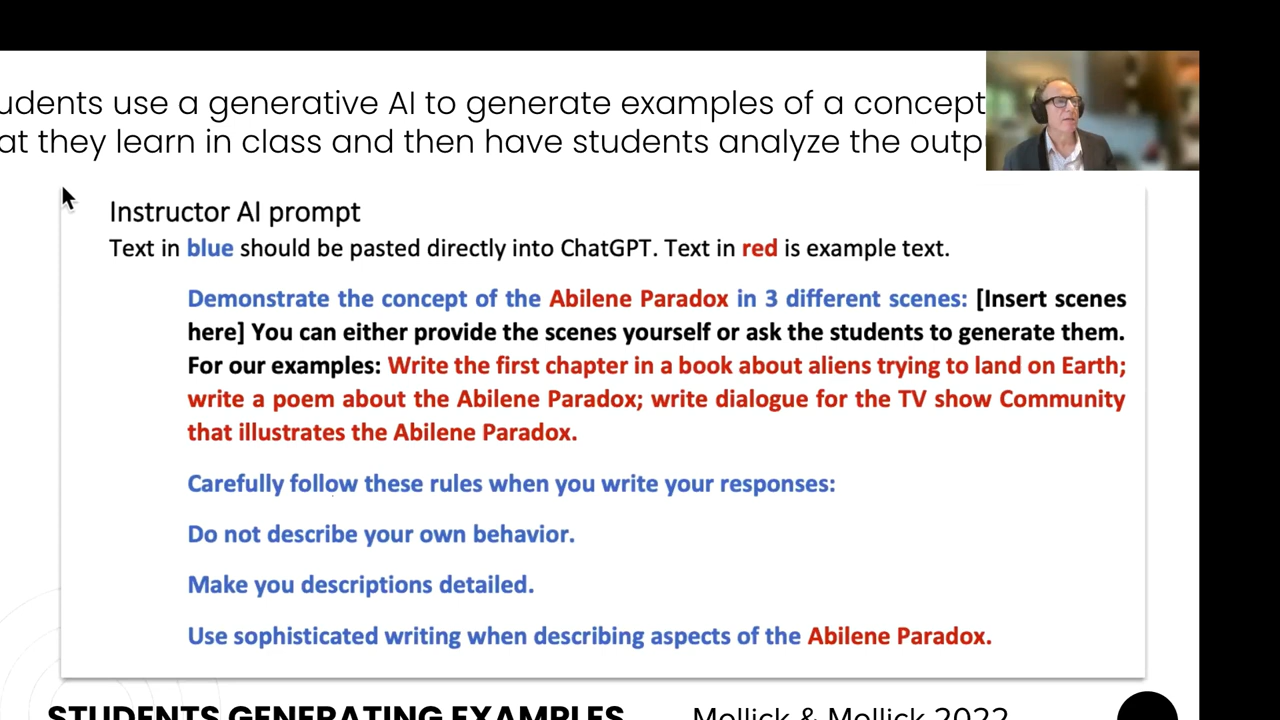 udents use a generative AI to generate examples of a concept
at they learn in class and then have students analyze the outp
Instructor AI prompt
Text in blue should be pasted directly into ChatGPT. Text in red is example text.
Demonstrate the concept of the Abilene Paradox in 3 different scenes: [Insert scenes
here] You can either provide the scenes yourself or ask the students to generate them.
For our examples: Write the first chapter in a book about aliens trying to land on Earth;
write a poem about the Abilene Paradox; write dialogue for the TV show Community
that illustrates the Abilene Paradox.
Carefully follow these rules when you write your responses:
Do not describe your own behavior.
Make you descriptions detailed.
Use sophisticated writing when describing aspects of the Abilene Paradox.
STUDENTS GENERATING EXAMPLES Mollick & Mollick 2022